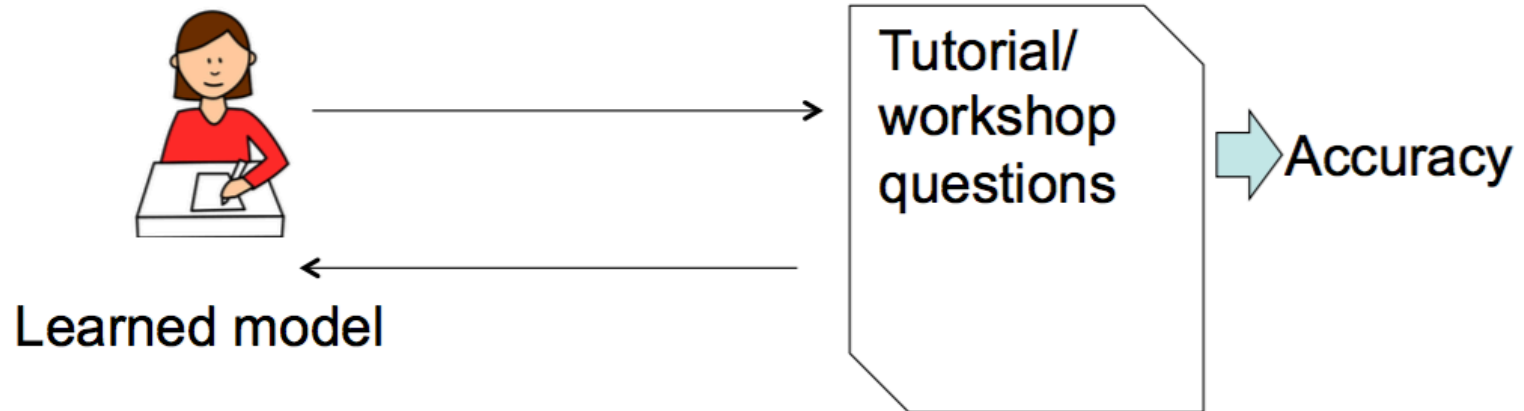 Tutorial/
workshop
questions
Accuracy
Learned model